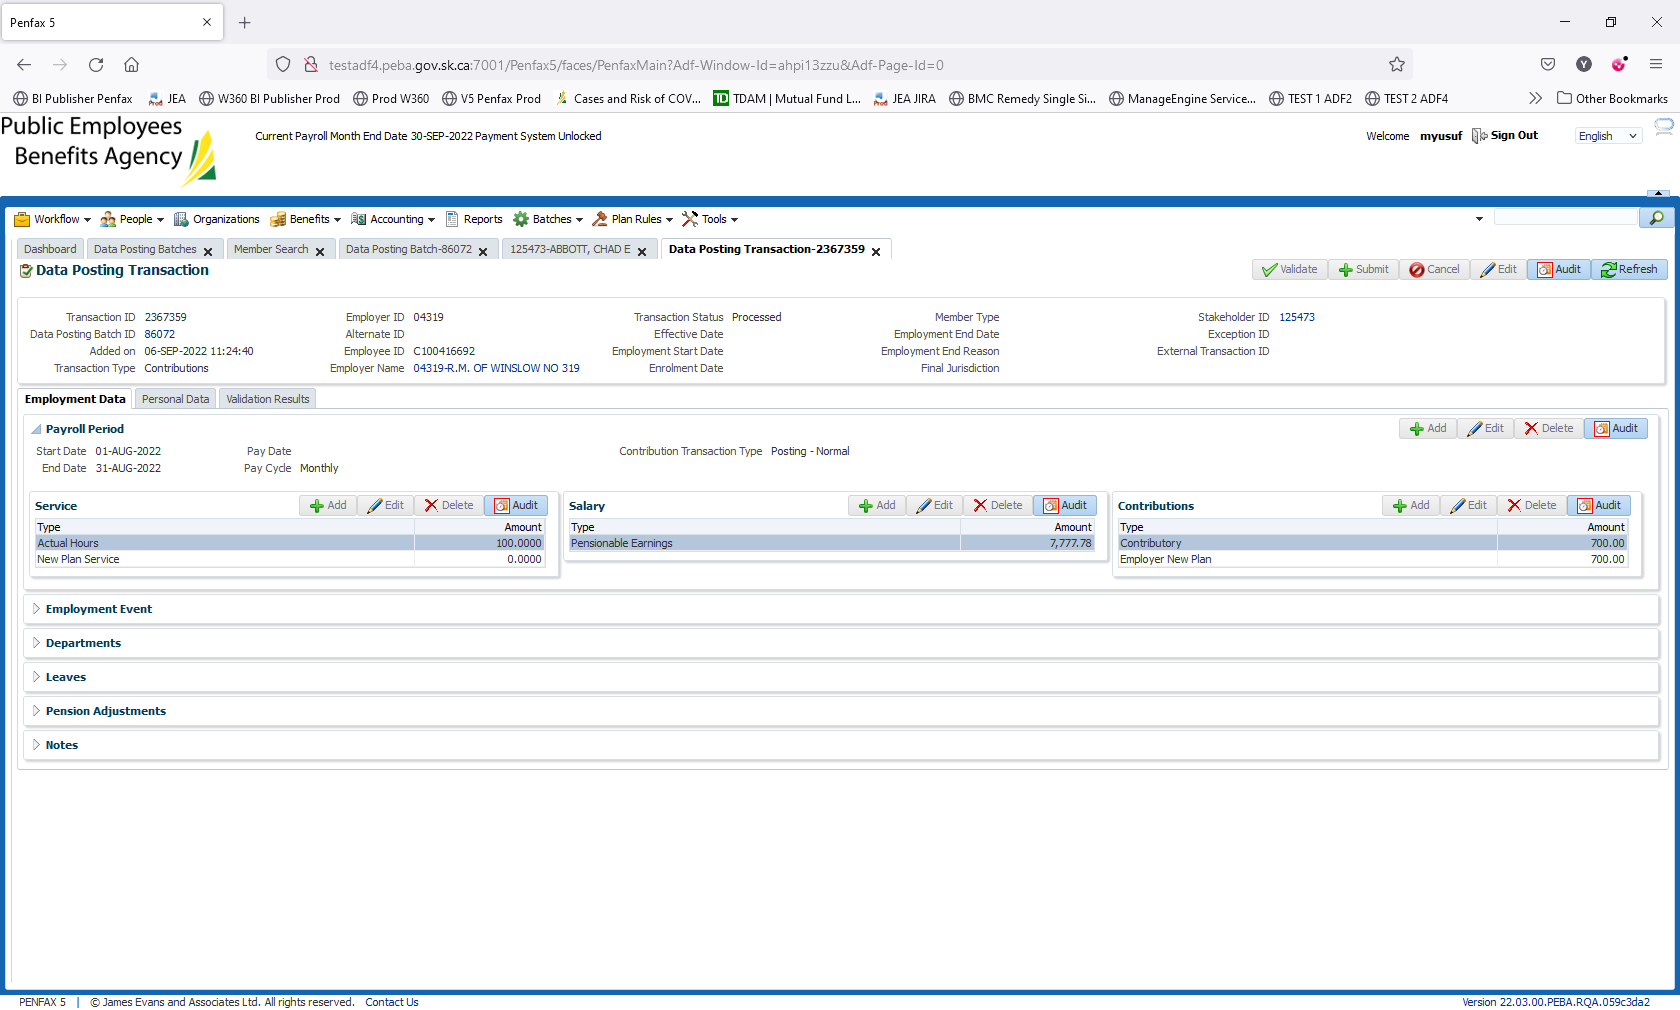 Penfax 5
testadf4.peba.gov.sk.ca:7001/Penfax5/faces/PenfaxMain?Adf-Window-Id=ahpi13zzu&Adf-Page-Id=0
BI Publisher Penfax JEA W360 BI Publisher Prod Prod W360 V5 Penfax Prod Cases and Risk of COV... TDAM | Mutual Fund L... JEA JIRA BMC Remedy Single Si... ManageEngine Service... TEST 1 ADF2 TEST 2 ADF4 Other Bookmarks
Public Employees
Benefits Agency
Current Payroll Month End Date 30-SEP-2022 Payment System Unlocked
Welcome myusuf Sign Out English
Workflow People Organizations Benefits Accounting Reports Batches Plan Rules Tools
Dashboard Data Posting Batches Member Search Data Posting Batch-86072 125473-ABBOTT, CHAD E Data Posting Transaction-2367359
Data Posting Transaction Validate Submit Cancel Edit Audit Refresh
Transaction ID 2367359 Employer ID 04319 Transaction Status Processed Member Type Stakeholder ID 125473
Data Posting Batch ID 86072 Alternate ID Effective Date Employment End Date Exception ID
Added on 06-SEP-2022 11:24:40 Employee ID C100416692 Employment Start Date Employment End Reason External Transaction ID
Transaction Type Contributions Employer Name 04319-R.M. OF WINSLOW NO 319 Enrolment Date Final Jurisdiction
Employment Data Personal Data Validation Results
Payroll Period Add Edit Delete Audit
Start Date 01-AUG-2022 Pay Date Contribution Transaction Type Posting - Normal
End Date 31-AUG-2022 Pay Cycle Monthly
Service Add Edit Delete Audit Salary Add Edit Delete Audit Contributions Add Edit Delete Audit
Type Amount Type Amount Type Amount
Actual Hours 100.0000 Pensionable Earnings 7,777.78 Contributory 700.00
New Plan Service 0.0000 Employer New Plan 700.00
Employment Event
Departments
Leaves
Pension Adjustments
Notes
PENFAX 5 | © James Evans and Associates Ltd. All rights reserved. Contact Us Version 22.03.00.PEBA.RQA.059c3da2